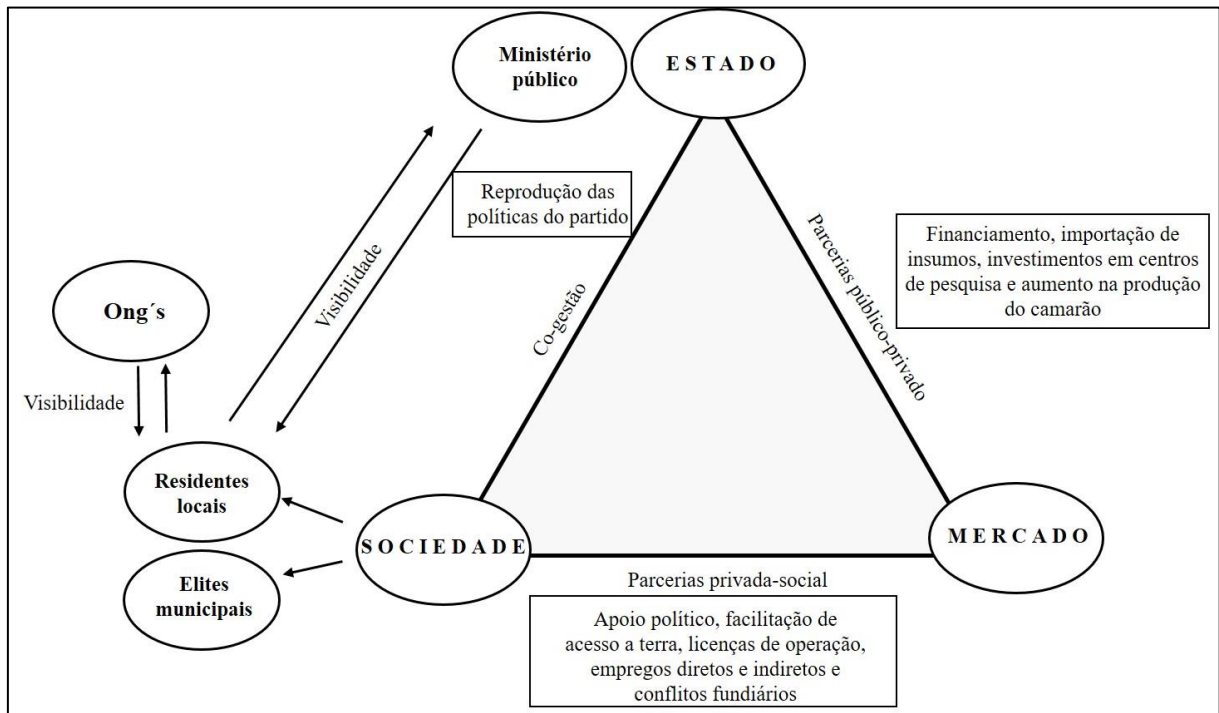 Ministério
público
E S T A D O
Reprodução das
políticas do partido
Visibilidade
Co-gestão
Parcerias público-privado
Financiamento, importação de
insumos, investimentos em centros
de pesquisa e aumento na produção
do camarão
Ong´s
Visibilidade
Residentes
locais
S O C I E D A D E
M E R C A D O
Elites
municipais
Parcerias privada-social
Apoio político, facilitação de
acesso a terra, licenças de operação,
empregos diretos e indiretos e
conflitos fundiários